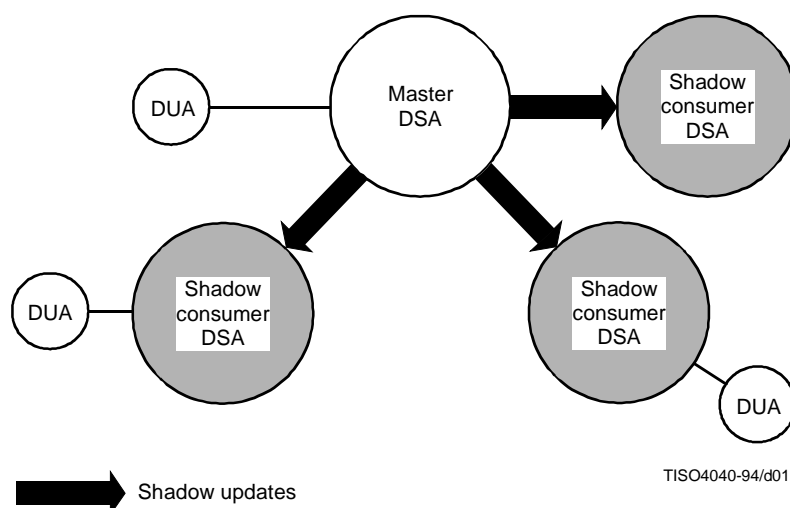 Master
DSA
Shadow
consumer
DSA
DUA
Shadow
consumer
DSA
DUA
Shadow
consumer
DSA
DUA
TISO4040-94/d01
Shadow updates